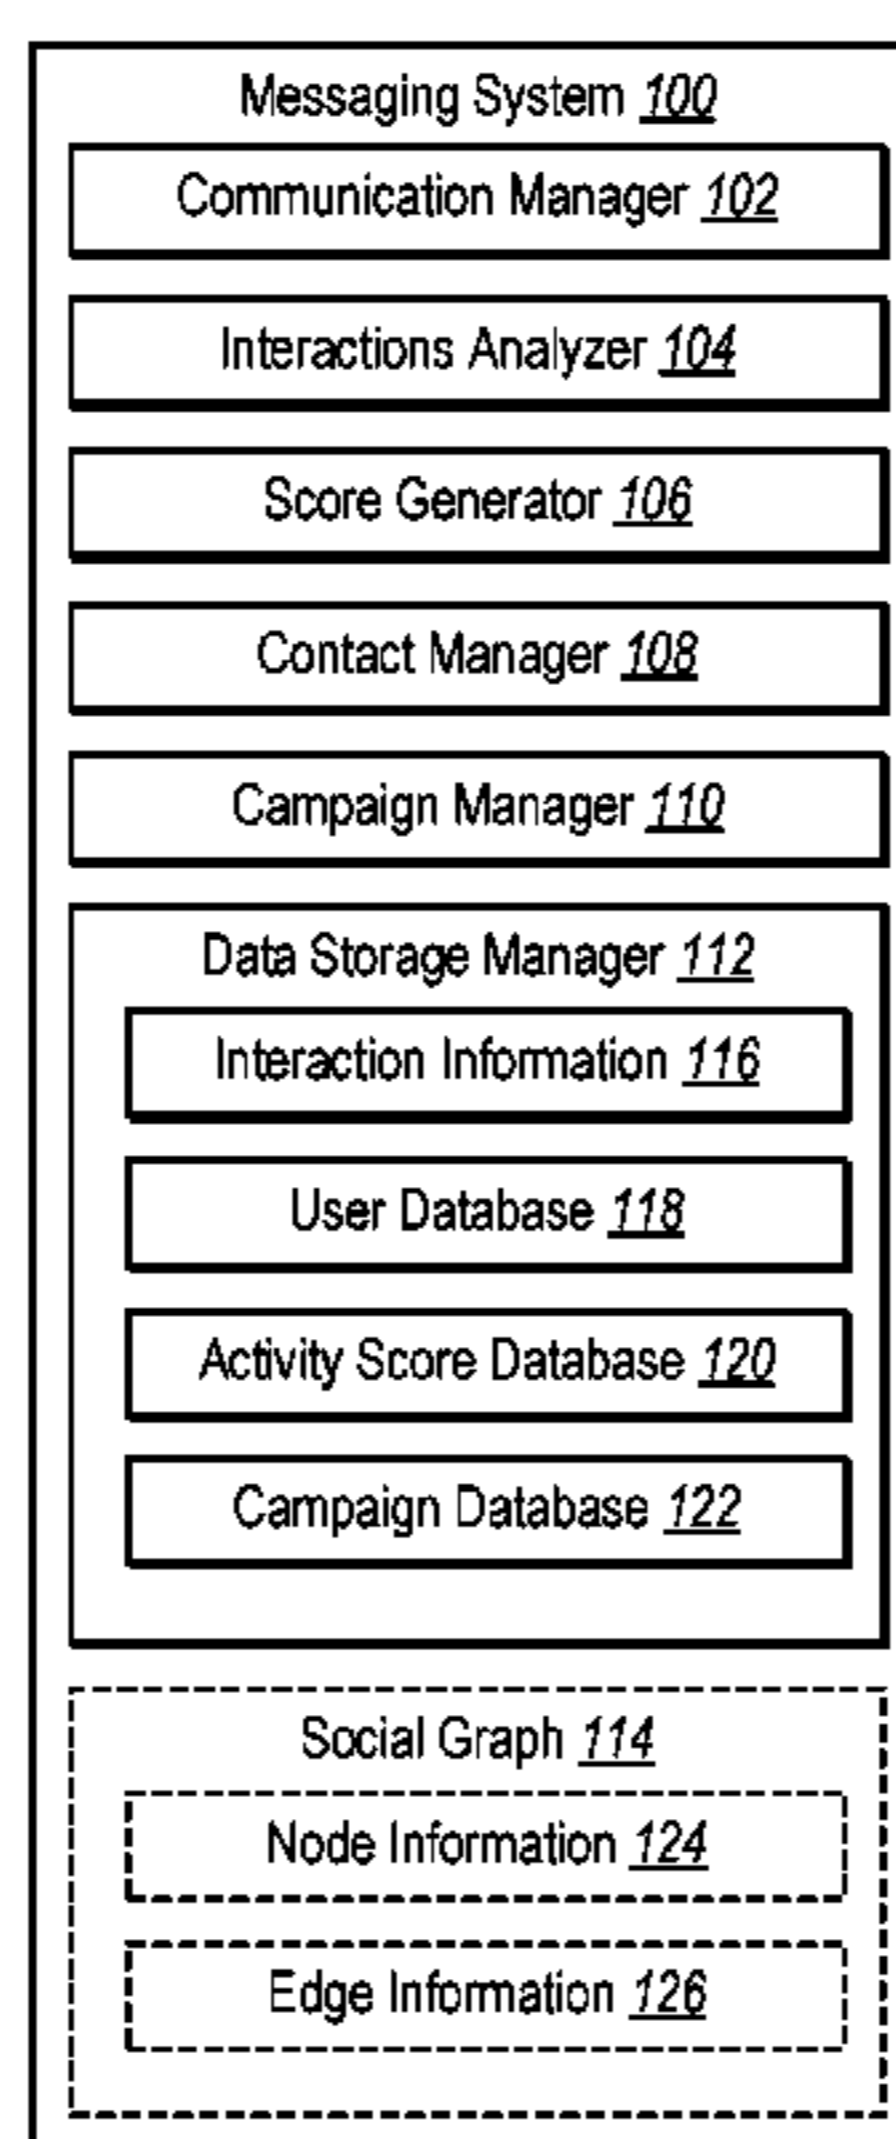 Messaging System 100
Communication Manager 102
Interactions Analyzer 104
Score Generator 106
Contact Manager 108
Campaign Manager 110
Data Storage Manager 112
Interaction Information 116
User Database 118
Activity Score Database 120
Campaign Database 122
Social Graph 114
Node Information 124
Edge Information 126